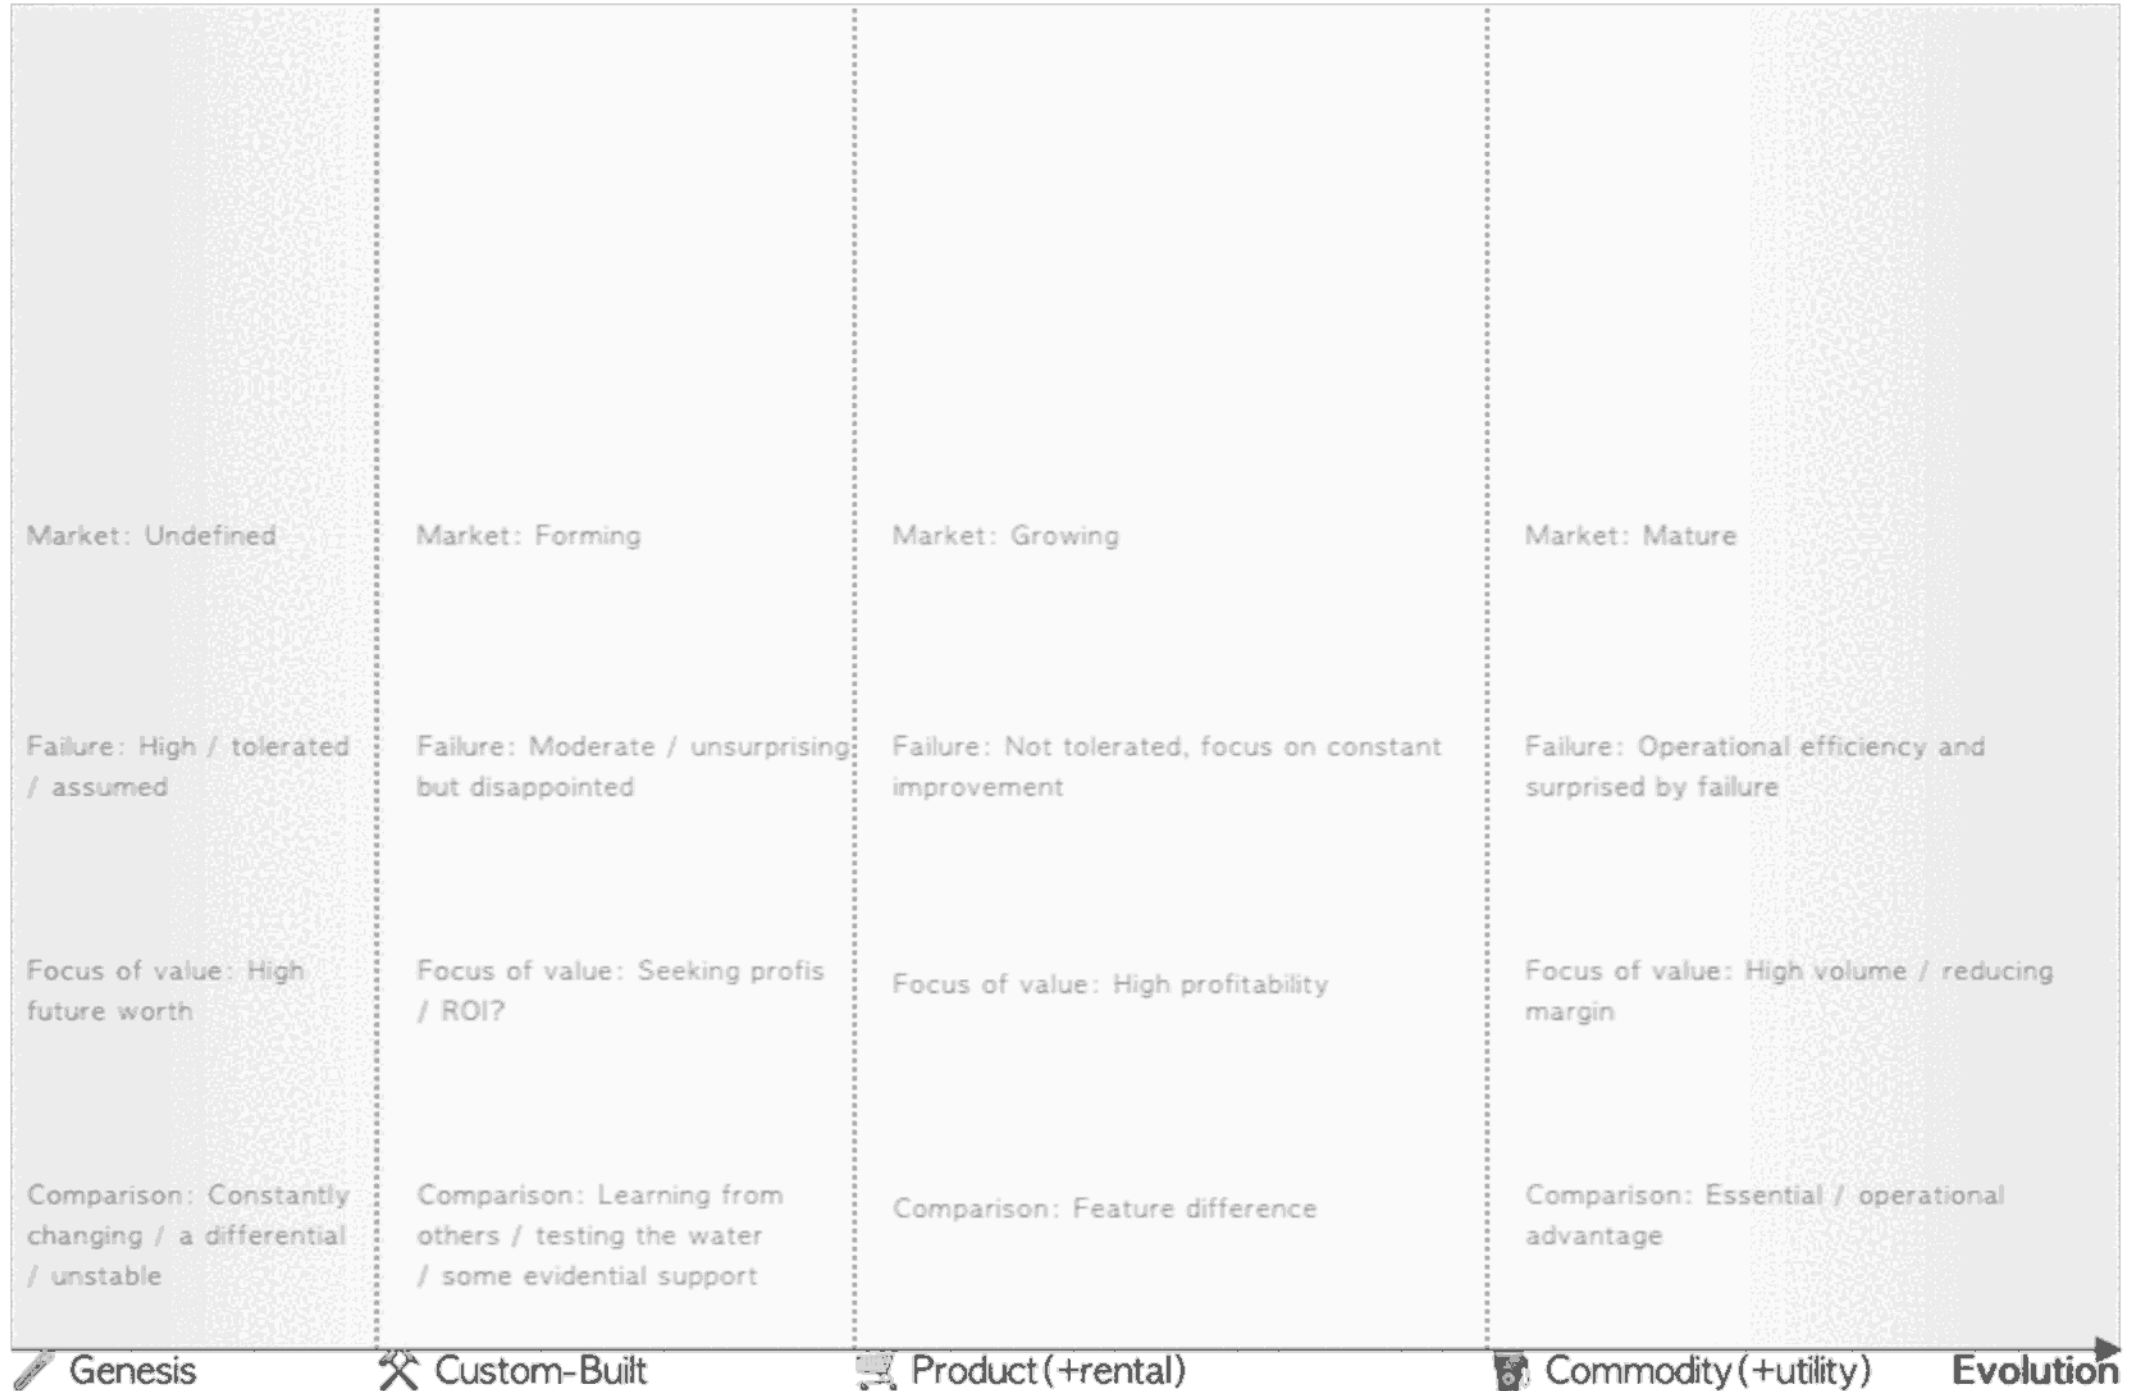 Market: Undefined
Market: Forming
Market: Growing
Market: Mature
Failure: High / tolerated
/ assumed
Failure: Moderate / unsurprising
but disappointed
Failure: Not tolerated, focus on constant
improvement
Failure: Operational efficiency and
surprised by failure
Focus of value: High
future worth
Focus of value: Seeking profis
/ ROI?
Focus of value: High profitability
Focus of value: High volume / reducing
margin
Comparison: Constantly
changing / a differential
/ unstable
Comparison: Learning from
others / testing the water
/ some evidential support
Comparison: Feature difference
Comparison: Essential / operational
advantage
Genesis
Custom-Built
Product (+rental)
Commodity (+utility)
Evolution